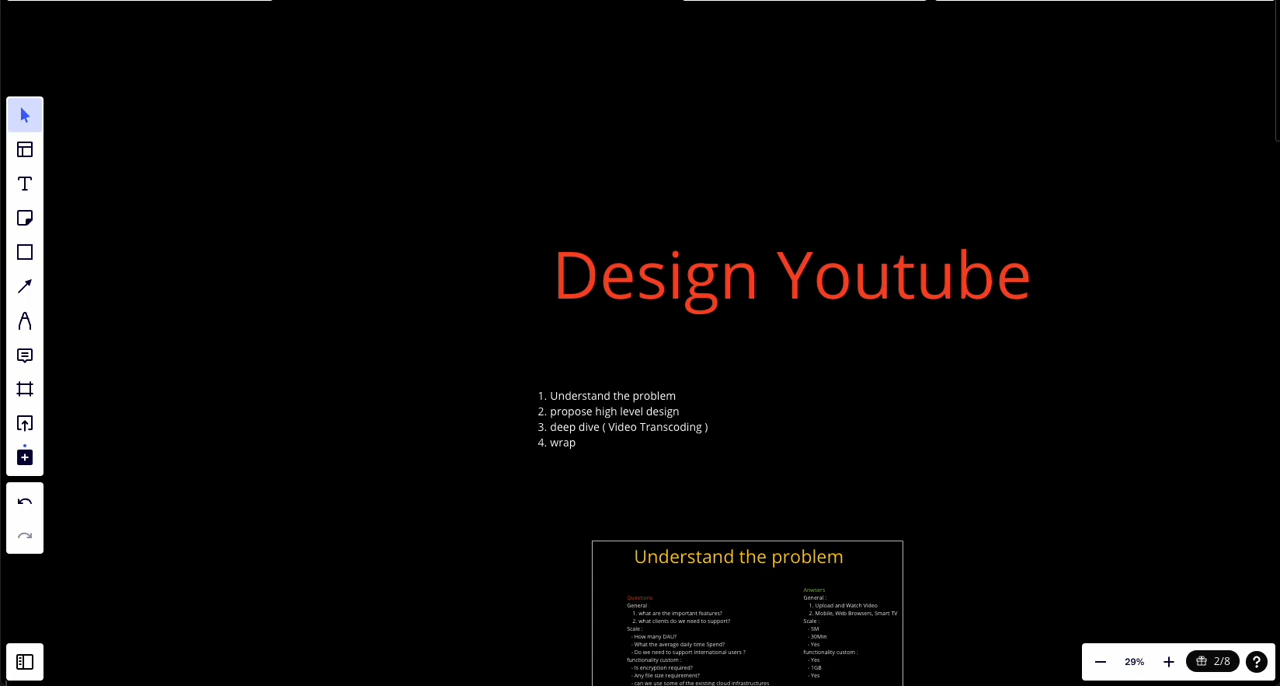 Design Youtube
1. Understand the problem
2. propose high level design
3. deep dive ( Video Transcoding )
4. wrap
Understand the problem
Questions
General
1. what are the important features?
2. what clients do we need to support?
Scale :
- How many DAU?
- What the average daily time Spend?
- Do we need to support international users ?
functionality custom :
- Is encryption required?
- Any file size requirement?
- can we use some of the existing cloud infrastructures
Anwsers
General :
1. Upload and Watch Video
2. Mobile, Web Browsers, Smart TV
Scale :
- 5M
- 30Min
- Yes
functionality custom :
- Yes
- 1GB
- Yes
29%
2/8
?